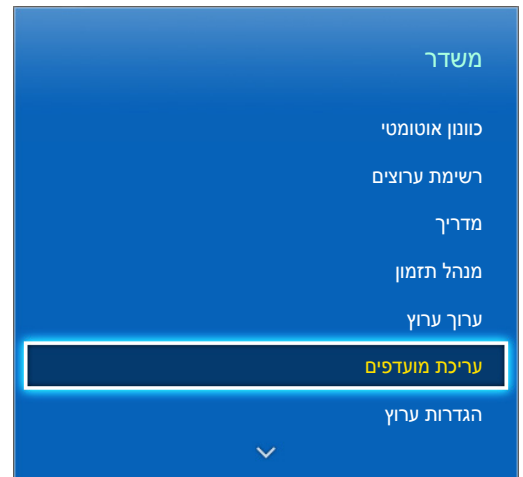 משדר
כוונון אוטומטי
רשימת ערוצים
מדריך
מנהל תזמון
ערוך ערוץ
עריכת מועדפים
הגדרות ערוץ